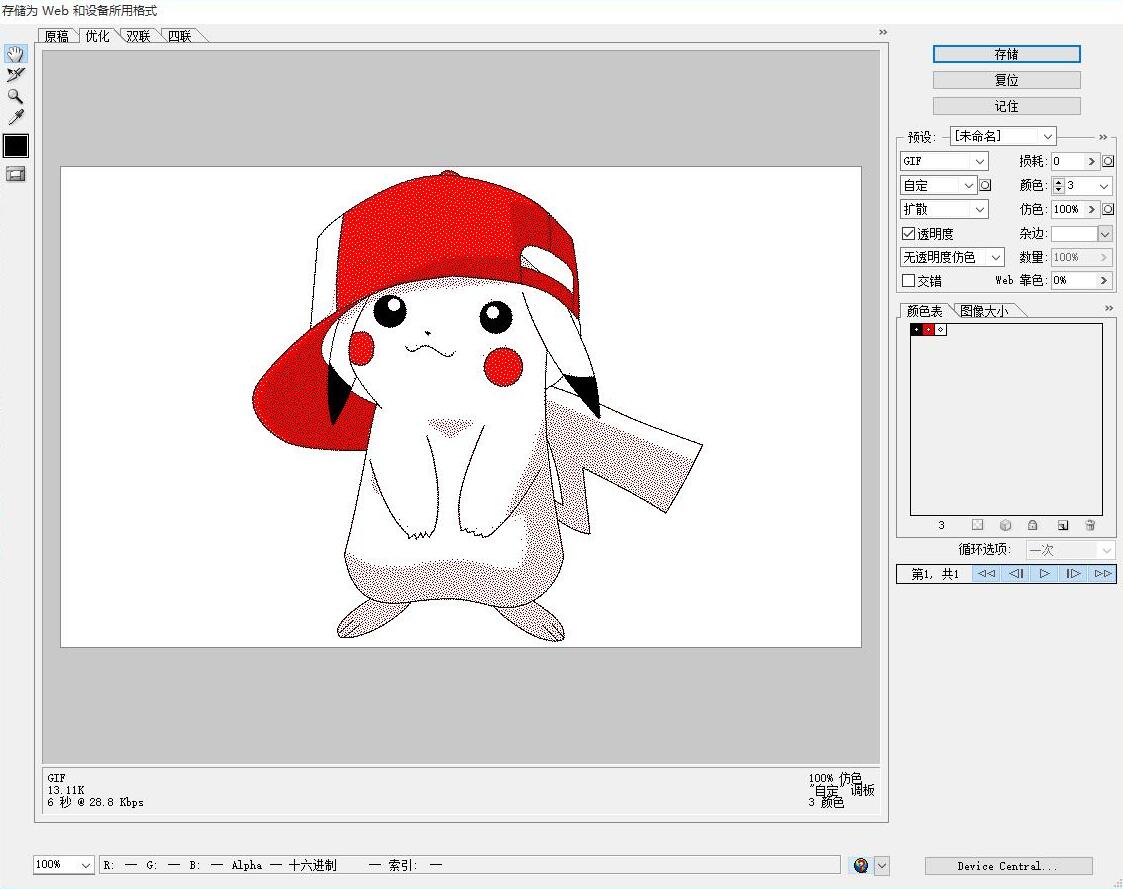 存储为 Web 和设备所用格式
原稿 优化 双联 四联
存储
复位
记住
预设: [未命名]
GIF 损耗: 0
自定 颜色: 3
扩散 仿色: 100%
透明度 杂边:
无透明度仿色 数量: 100%
交错 Web 靠色: 0%
颜色表 图像大小
3
循环选项: 一次
第1, 共1
GIF
13.11K
6 秒 @ 28.8 Kbps
100% 仿色
"自定" 调板
3 颜色
100% R: — G: — B: — Alpha — 十六进制 — 索引: —
Device Central...